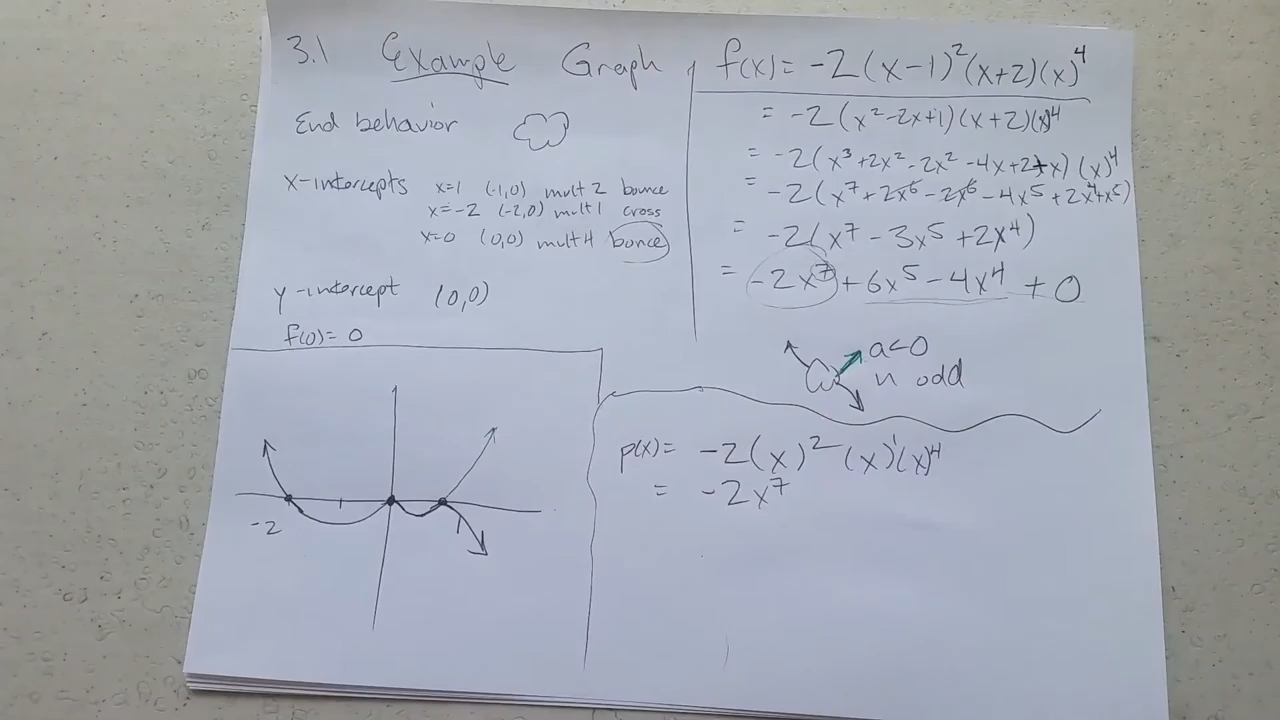 3.1 Example Graph f(x) = -2(x-1)²(x+2)(x)⁴
End behavior
x-intercepts x=1 (-1,0) mult 2 bounce
x=-2 (-2,0) mult 1 cross
x=0 (0,0) mult 4 bounce
y-intercept (0,0)
f(0)= 0
= -2(x²-2x+1)(x+2)(x)⁴
= -2(x³+2x²-2x²-4x+2+x)(x)⁴
= -2(x⁷+2x⁶-2x⁶-4x⁵+2x⁴+x⁵)
= -2(x⁷-3x⁵+2x⁴)
= -2x⁷+6x⁵-4x⁴+0
a<0
n odd
-2
1
p(x)= -2(x)²(x)¹(x)⁴
= -2x⁷